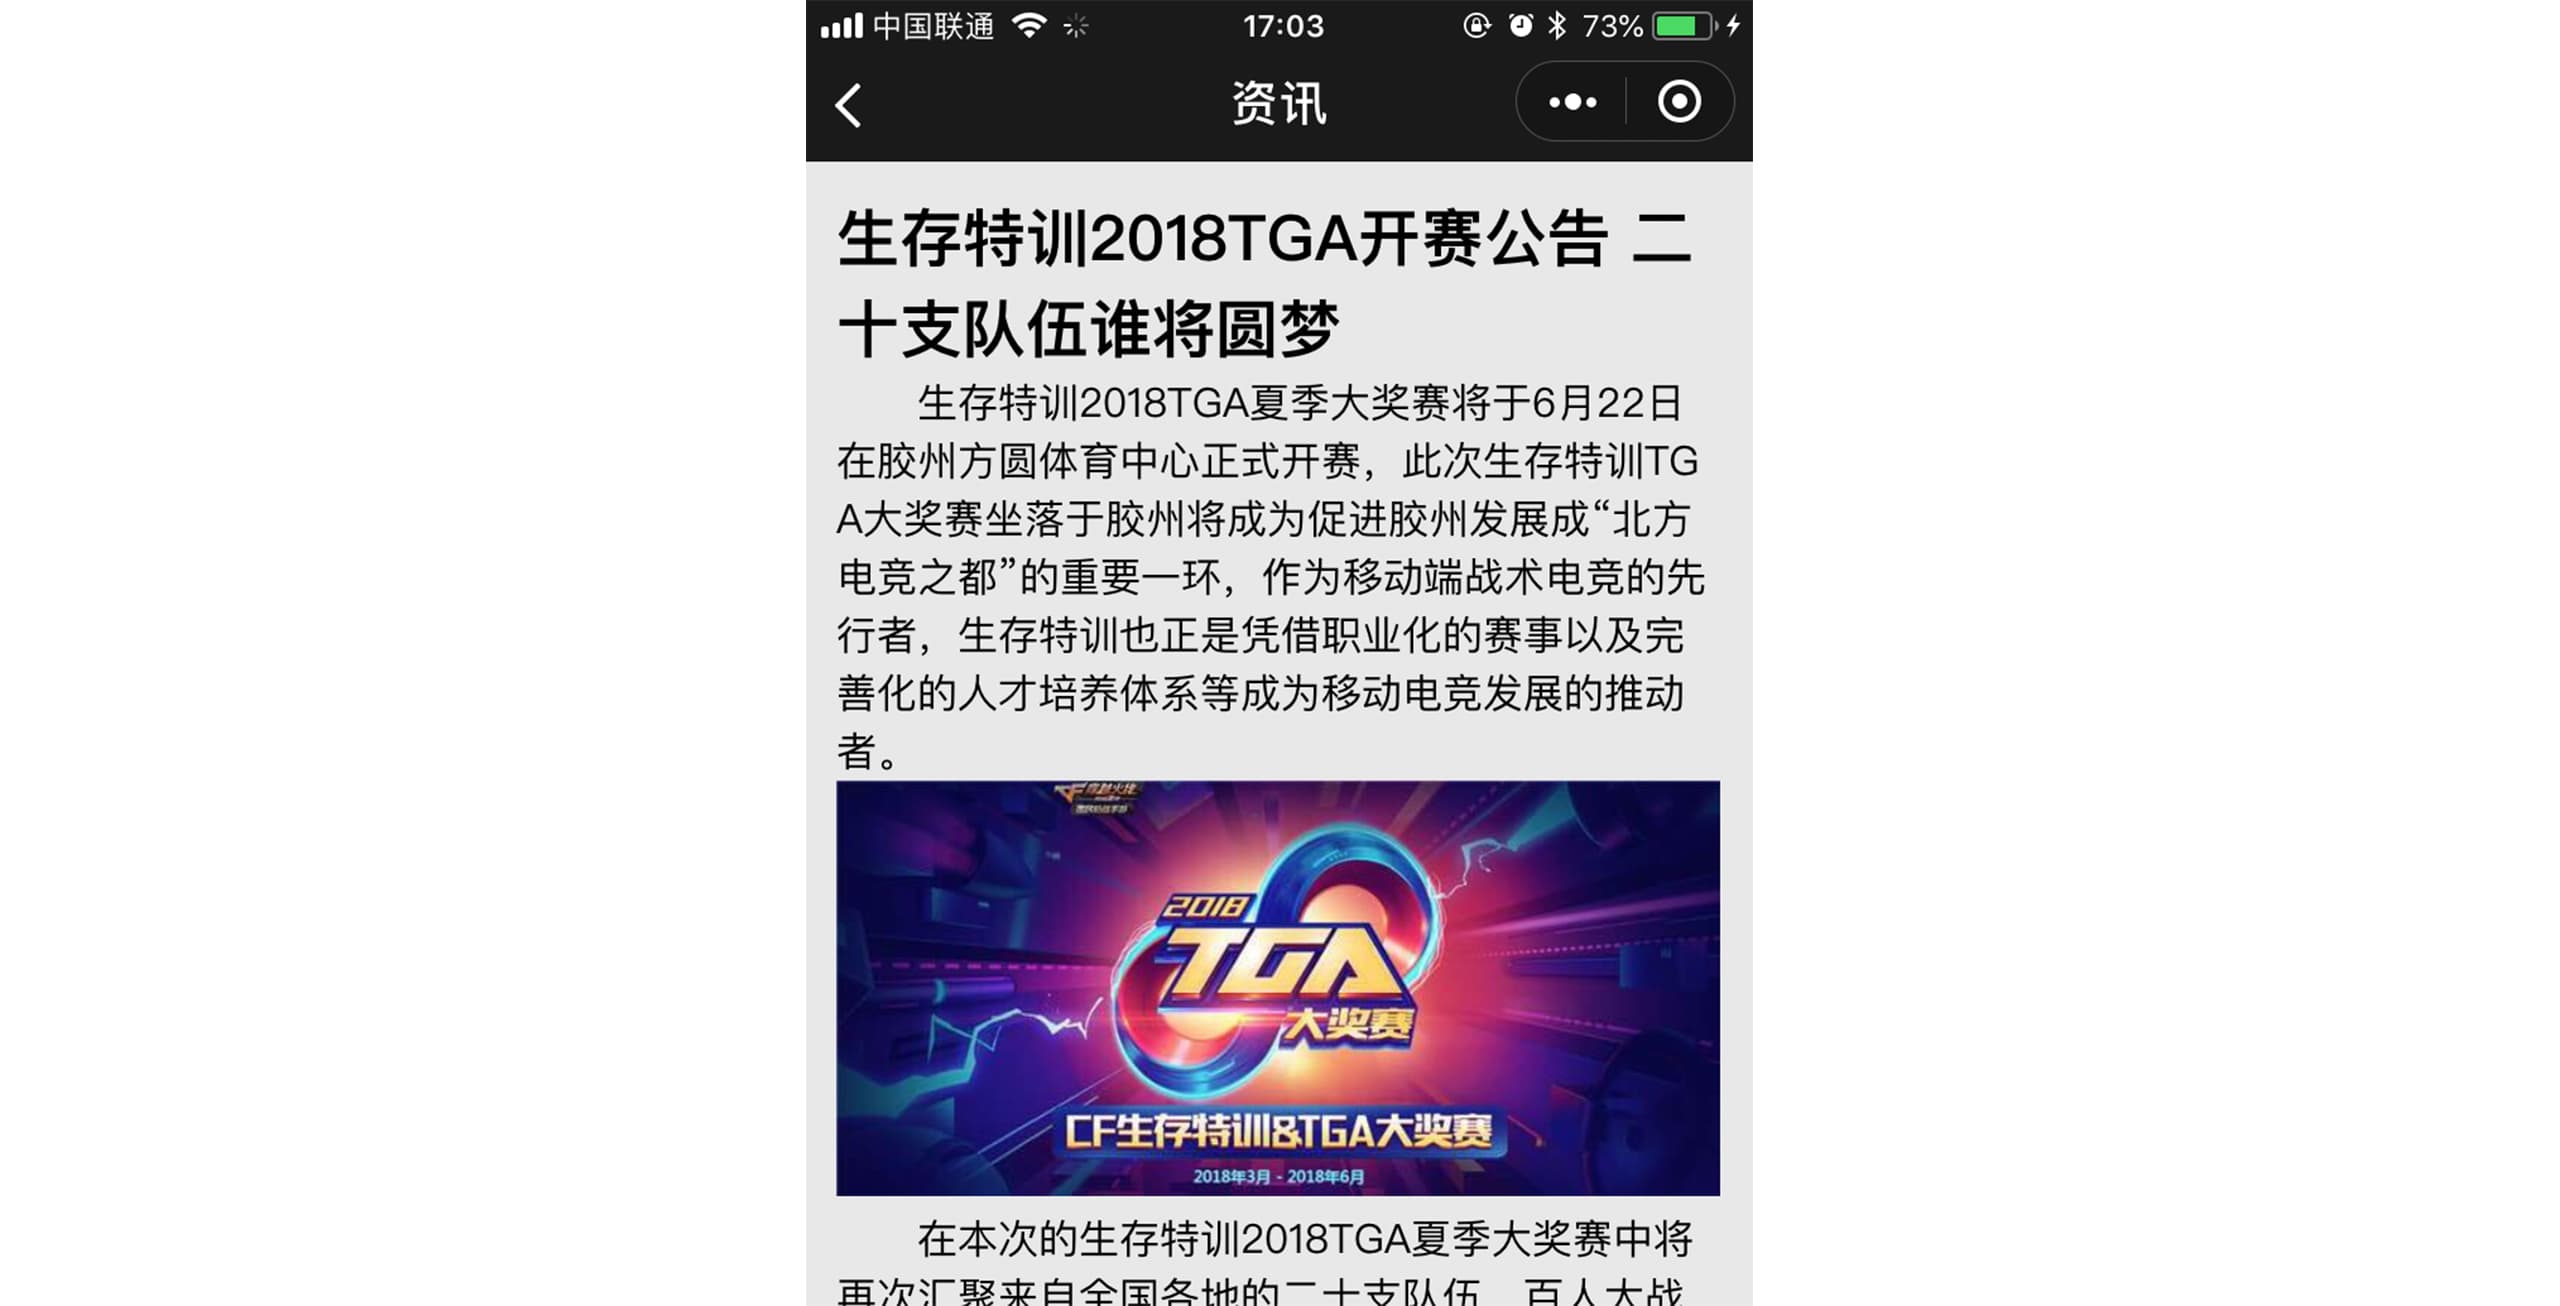 中国联通 17:03 73%
资讯
生存特训2018TGA开赛公告 二
十支队伍谁将圆梦
生存特训2018TGA夏季大奖赛将于6月22日
在胶州方圆体育中心正式开赛，此次生存特训TG
A大奖赛坐落于胶州将成为促进胶州发展成“北方
电竞之都”的重要一环，作为移动端战术电竞的先
行者，生存特训也正是凭借职业化的赛事以及完
善化的人才培养体系等成为移动电竞发展的推动
者。
CF穿越火线
2018
TGA
大奖赛
CF生存特训&TGA大奖赛
2018年3月 - 2018年6月
在本次的生存特训2018TGA夏季大奖赛中将
再次汇聚来自全国各地的二十支队伍 百人大战